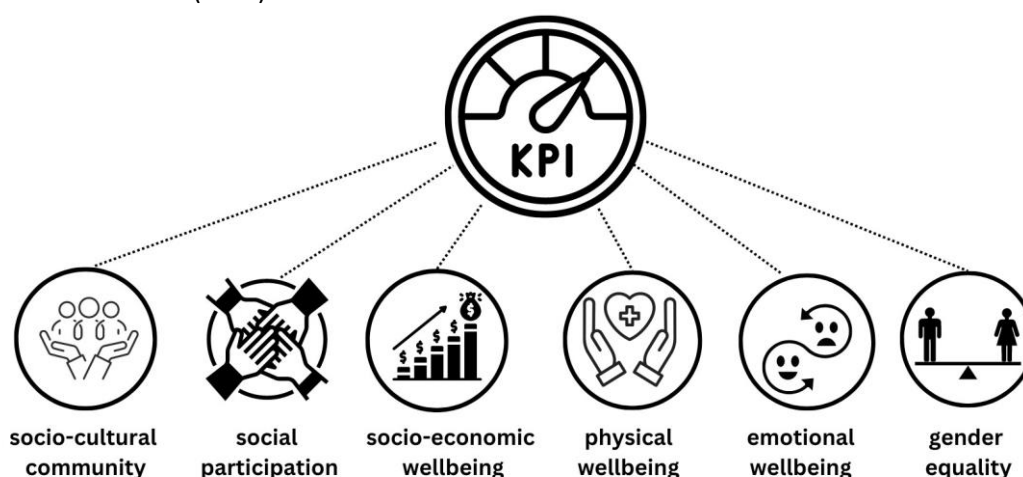 KPI
socio-cultural
community
social
participation
socio-economic
wellbeing
physical
wellbeing
emotional
wellbeing
gender
equality